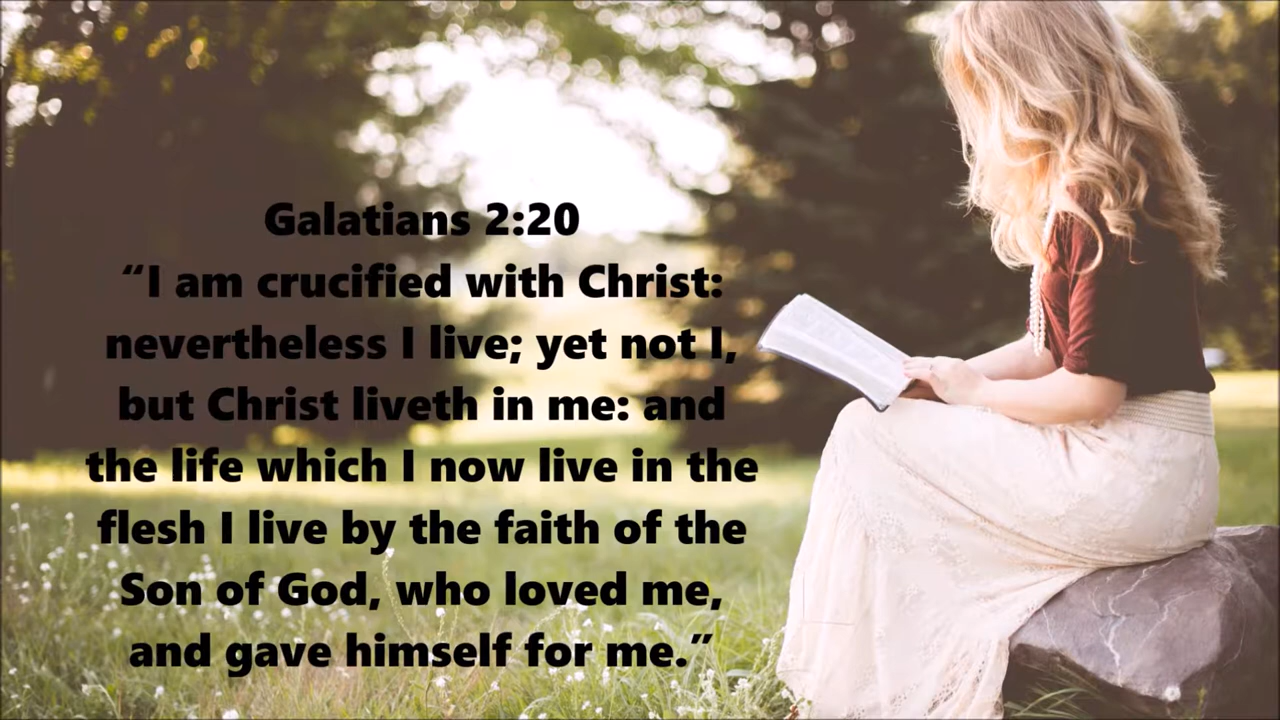 Galatians 2:20
“I am crucified with Christ:
nevertheless I live; yet not I,
but Christ liveth in me: and
the life which I now live in the
flesh I live by the faith of the
Son of God, who loved me,
and gave himself for me.”